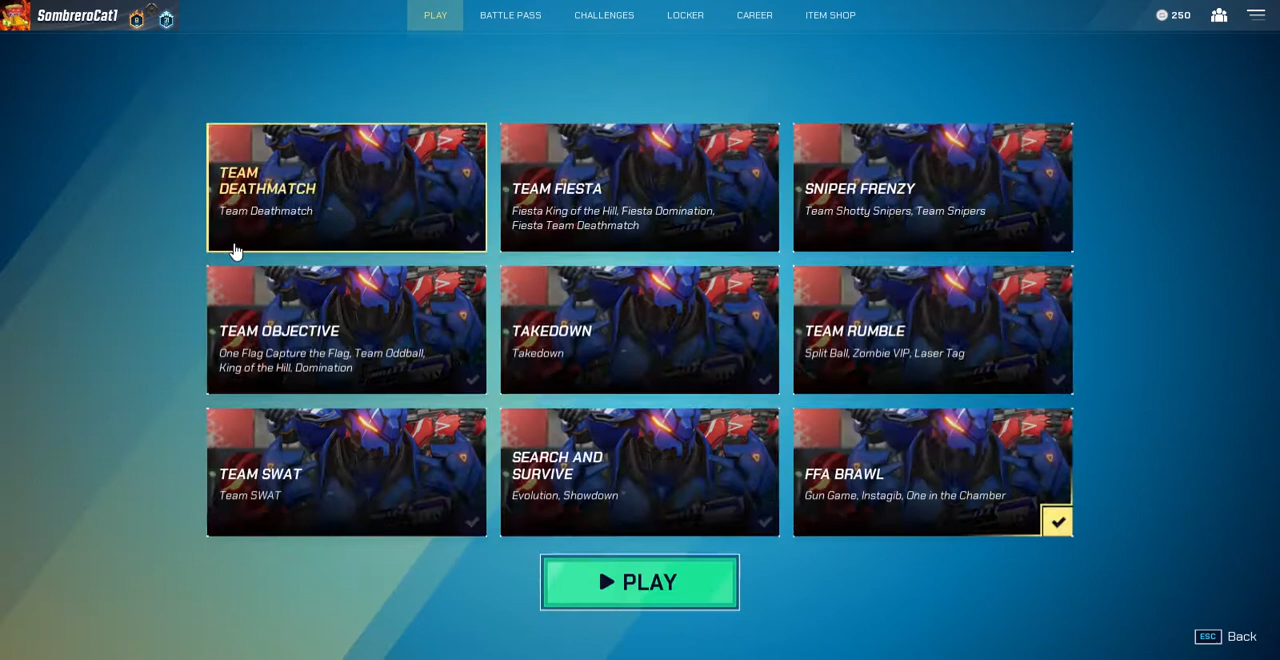 SombreroCat1
PLAY
BATTLE PASS
CHALLENGES
LOCKER
CAREER
ITEM SHOP
250
TEAM
DEATHMATCH
Team Deathmatch
TEAM FIESTA
Fiesta King of the Hill, Fiesta Domination,
Fiesta Team Deathmatch
SNIPER FRENZY
Team Shotty Snipers, Team Snipers
TEAM OBJECTIVE
One Flag Capture the Flag, Team Oddball,
King of the Hill, Domination
TAKEDOWN
Takedown
TEAM RUMBLE
Split Ball, Zombie VIP, Laser Tag
TEAM SWAT
Team SWAT
SEARCH AND
SURVIVE
Evolution, Showdown
FFA BRAWL
Gun Game, Instagib, One in the Chamber
PLAY
ESC Back